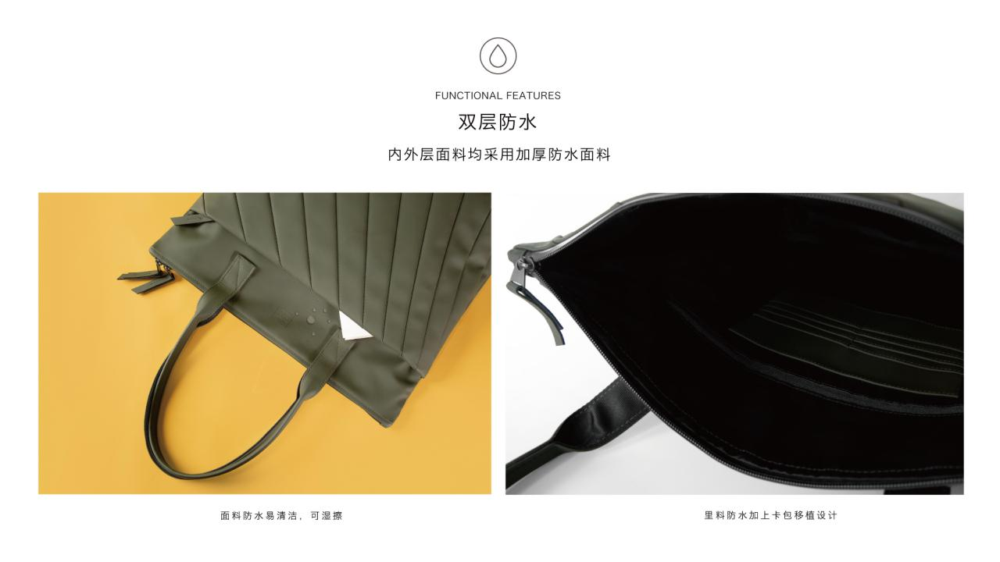 FUNCTIONAL FEATURES
双层防水
内外层面料均采用加厚防水面料
面料防水易清洁，可湿擦
里料防水加上卡包移植设计